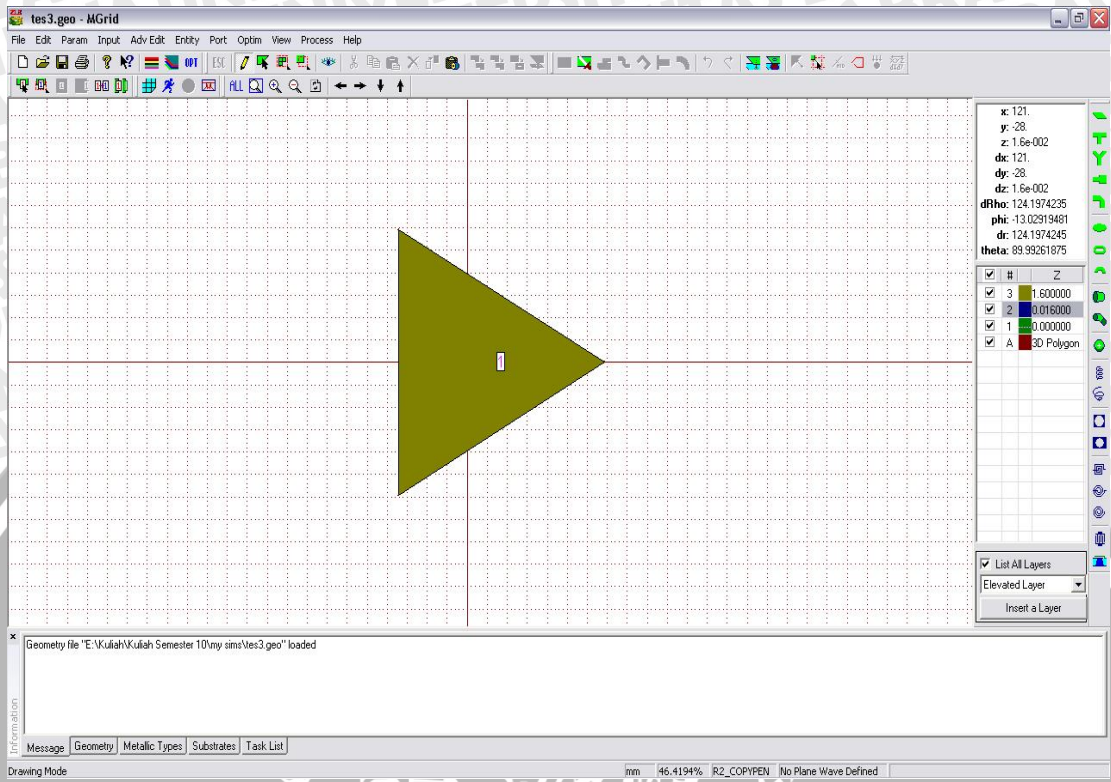 tes3.geo - MGrid
File Edit Param Input Adv Edit Entity Port Optim View Process Help
ESC
ALL
x: 121.
y: -28.
z: 1.6e-002
dx: 121.
dy: -28.
dz: 1.6e-002
dRho: 124.1974235
phi: -13.02919481
dr: 124.1974245
theta: 89.99261875
# Z
3 1.600000
2 0.016000
1 0.000000
A 3D Polygon
1
List All Layers
Elevated Layer
Insert a Layer
Geometry file "E:\Kuliah\Kuliah Semester 10\my sims\tes3.geo" loaded
Information
Message Geometry Metallic Types Substrates Task List
Drawing Mode mm 46.4194% R2_COPYPEN No Plane Wave Defined